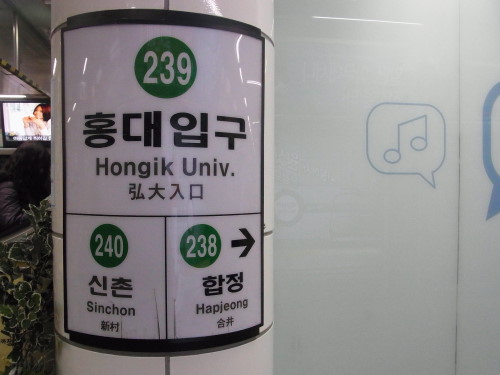 239
홍대입구
Hongik Univ.
弘大入口
240
신촌
Sinchon
新村
238
합정
Hapjeong
合井